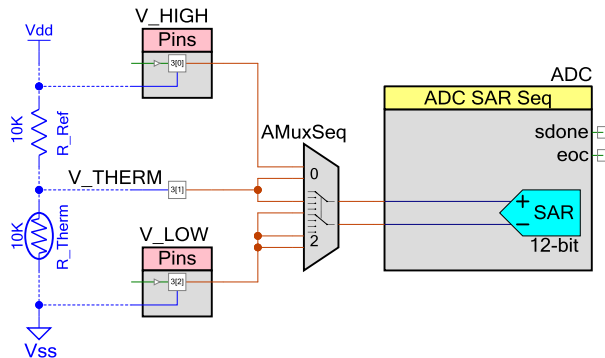 V_HIGH
Vdd
Pins
3[0]
ADC
ADC SAR Seq
10K
R_Ref
AMuxSeq
sdone
eoc
0
V_THERM
3[1]
+
SAR
−
12-bit
10K
R_Therm
V_LOW
2
Pins
3[2]
Vss